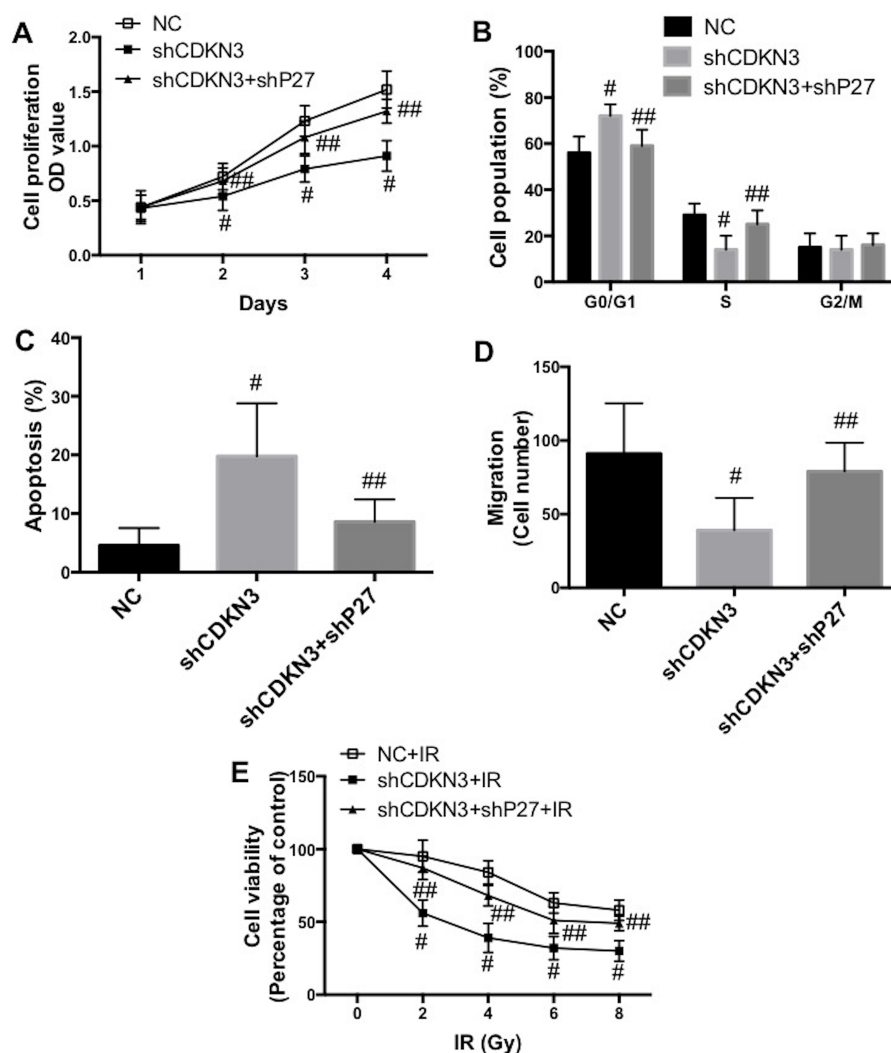 A
NC
shCDKN3
shCDKN3+shP27
Cell proliferation
OD value
2.0
1.5
1.0
0.5
0.0
##
##
##
#
#
#
1
2
3
4
Days
B
NC
shCDKN3
shCDKN3+shP27
Cell population (%)
100
80
60
40
20
0
#
##
#
##
G0/G1
S
G2/M
C
Apoptosis (%)
40
30
20
10
0
#
##
NC
shCDKN3
shCDKN3+shP27
D
Migration
(Cell number)
150
100
50
0
#
##
NC
shCDKN3
shCDKN3+shP27
E
NC+IR
shCDKN3+IR
shCDKN3+shP27+IR
Cell viability
(Percentage of control)
150
100
50
0
##
##
##
##
#
#
#
#
0
2
4
6
8
IR (Gy)